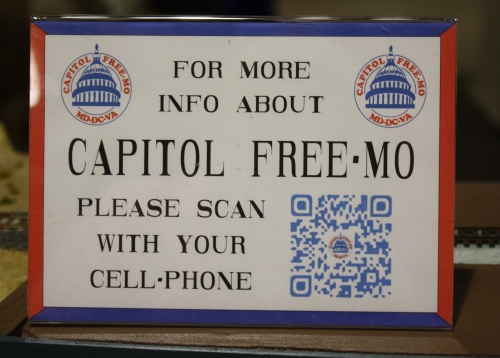 CAPITOL FREE-MO
MD-DC-VA
CAPITOL FREE-MO
MD-DC-VA
FOR MORE
INFO ABOUT
CAPITOL FREE-MO
PLEASE SCAN
WITH YOUR
CELL-PHONE